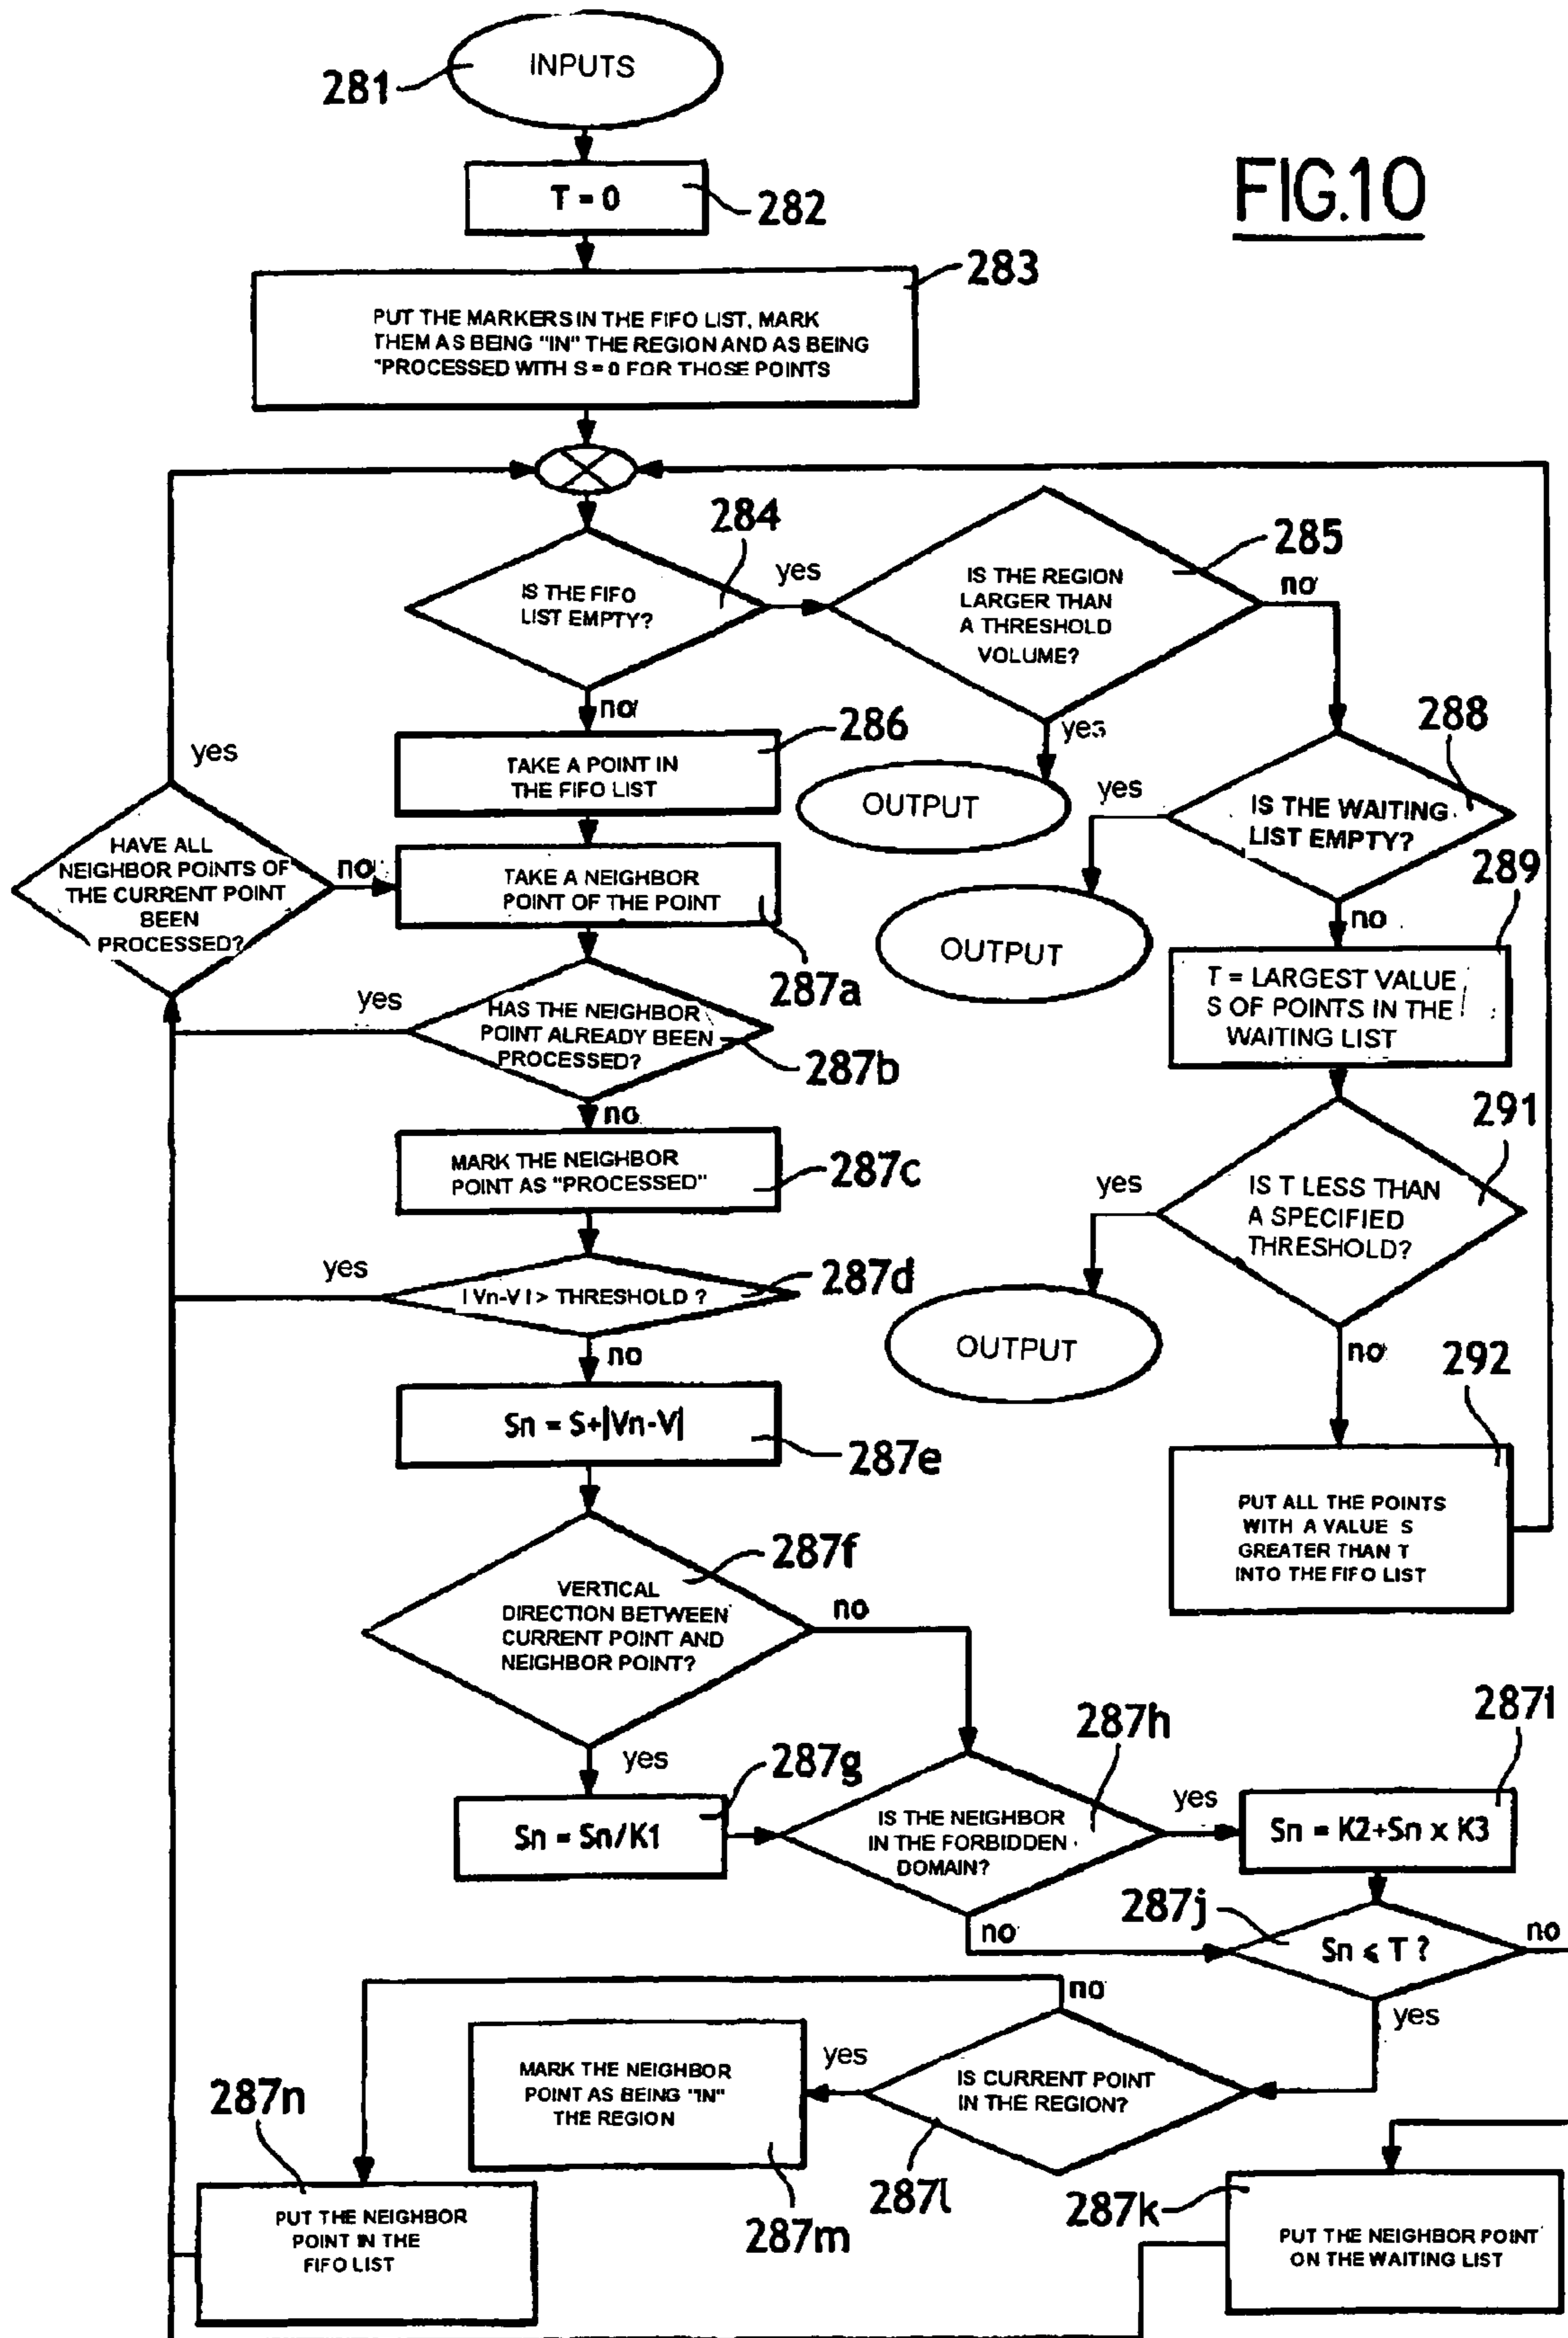 INPUTS
281
T = 0
282
FIG.10
283
PUT THE MARKERS IN THE FIFO LIST, MARK
THEM AS BEING "IN" THE REGION AND AS BEING
"PROCESSED WITH S = 0 FOR THOSE POINTS
284
IS THE FIFO
LIST EMPTY?
yes
no
285
IS THE REGION
LARGER THAN
A THRESHOLD
VOLUME?
no
yes
OUTPUT
286
TAKE A POINT IN
THE FIFO LIST
288
IS THE WAITING
LIST EMPTY?
yes
no
OUTPUT
yes
HAVE ALL
NEIGHBOR POINTS OF
THE CURRENT POINT
BEEN
PROCESSED?
no
TAKE A NEIGHBOR
POINT OF THE POINT
287a
289
T = LARGEST VALUE
S OF POINTS IN THE
WAITING LIST
yes
HAS THE NEIGHBOR
POINT ALREADY BEEN
PROCESSED?
287b
no
291
IS T LESS THAN
A SPECIFIED
THRESHOLD?
yes
no
OUTPUT
MARK THE NEIGHBOR
POINT AS "PROCESSED"
287c
yes
| Vn-V | > THRESHOLD ?
287d
no
292
PUT ALL THE POINTS
WITH A VALUE S
GREATER THAN T
INTO THE FIFO LIST
Sn = S+|Vn-V|
287e
287f
VERTICAL
DIRECTION BETWEEN
CURRENT POINT AND
NEIGHBOR POINT?
no
yes
287g
Sn = Sn/K1
287h
IS THE NEIGHBOR
IN THE FORBIDDEN
DOMAIN?
yes
no
287i
Sn = K2+Sn x K3
287j
Sn ⩽ T ?
no
yes
no
IS CURRENT POINT
IN THE REGION?
287l
yes
MARK THE NEIGHBOR
POINT AS BEING "IN"
THE REGION
287m
287n
PUT THE NEIGHBOR
POINT IN THE
FIFO LIST
287k
PUT THE NEIGHBOR POINT
ON THE WAITING LIST